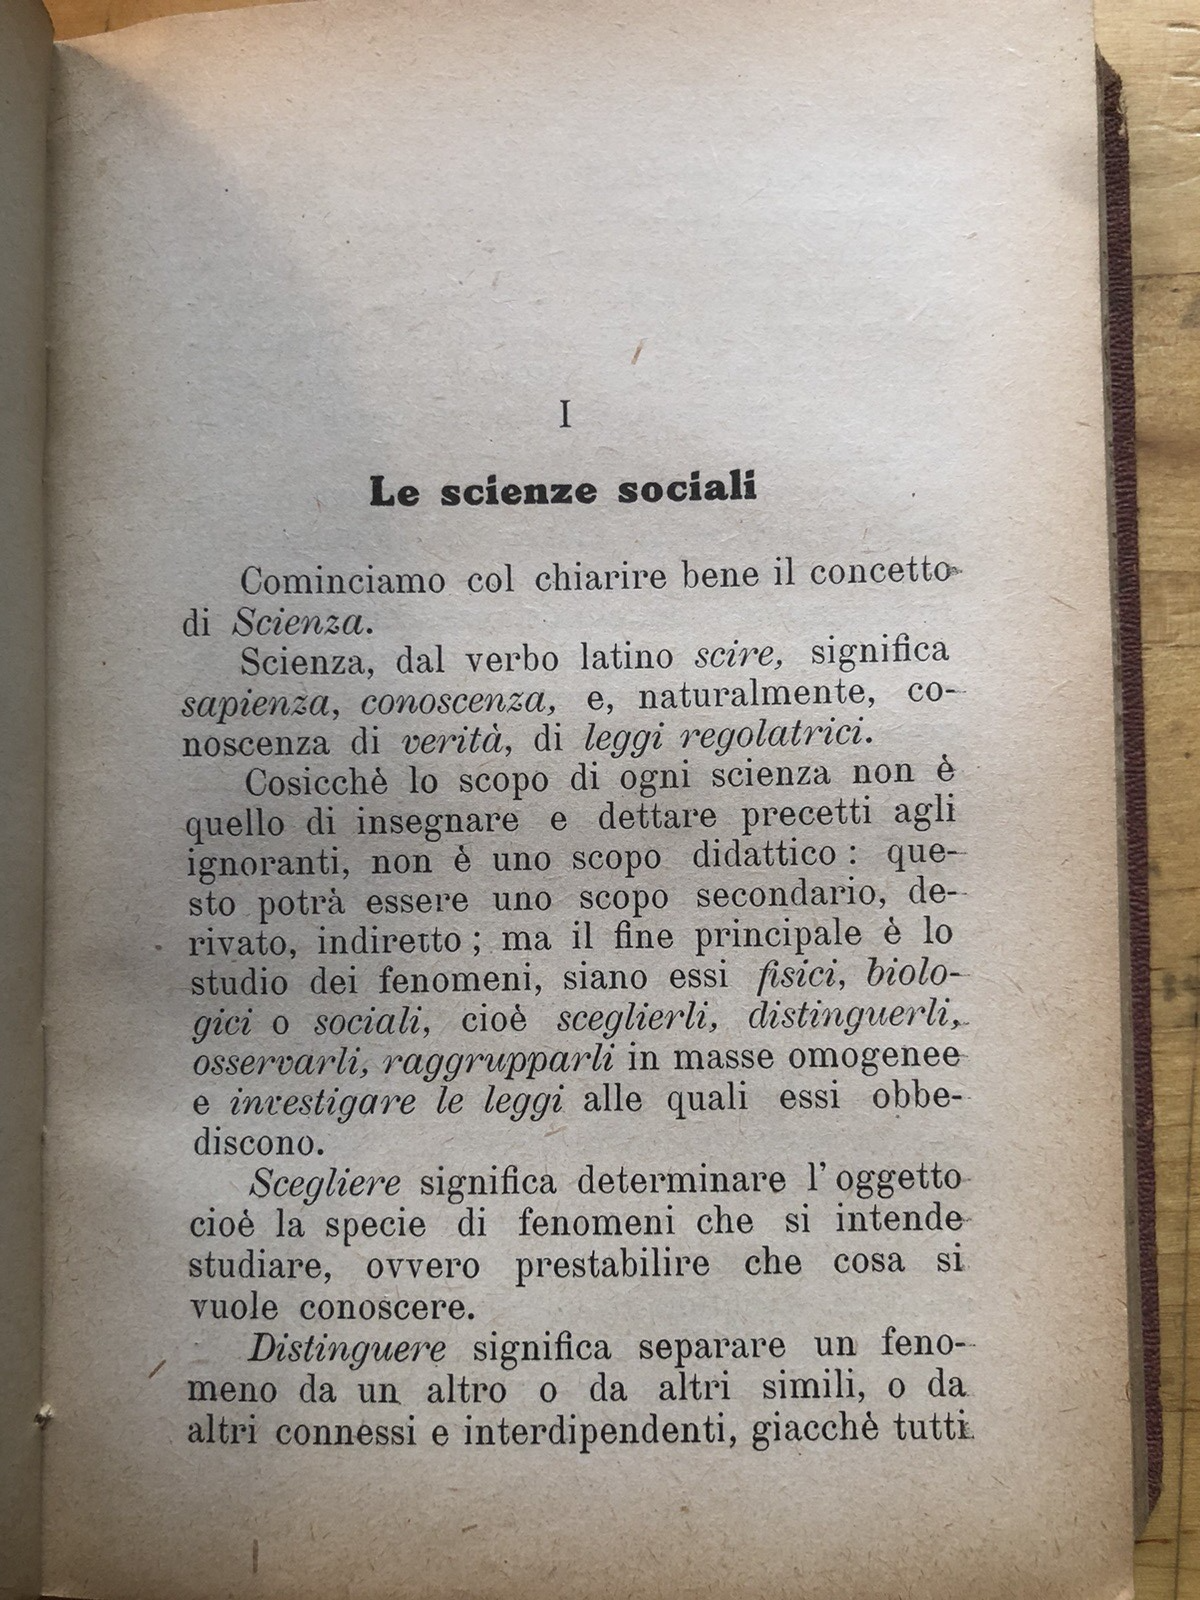 I
Le scienze sociali
Cominciamo col chiarire bene il concetto
di Scienza.
Scienza, dal verbo latino scire, significa
sapienza, conoscenza, e, naturalmente, co-
noscenza di verità, di leggi regolatrici.
Cosicchè lo scopo di ogni scienza non è
quello di insegnare e dettare precetti agli
ignoranti, non è uno scopo didattico : que-
sto potrà essere uno scopo secondario, de-
rivato, indiretto ; ma il fine principale è lo
studio dei fenomeni, siano essi fisici, biolo-
gici o sociali, cioè sceglierli, distinguerli,
osservarli, raggrupparli in masse omogenee
e investigare le leggi alle quali essi obbe-
discono.
Scegliere significa determinare l' oggetto
cioè la specie di fenomeni che si intende
studiare, ovvero prestabilire che cosa si
vuole conoscere.
Distinguere significa separare un feno-
meno da un altro o da altri simili, o da
altri connessi e interdipendenti, giacchè tutti